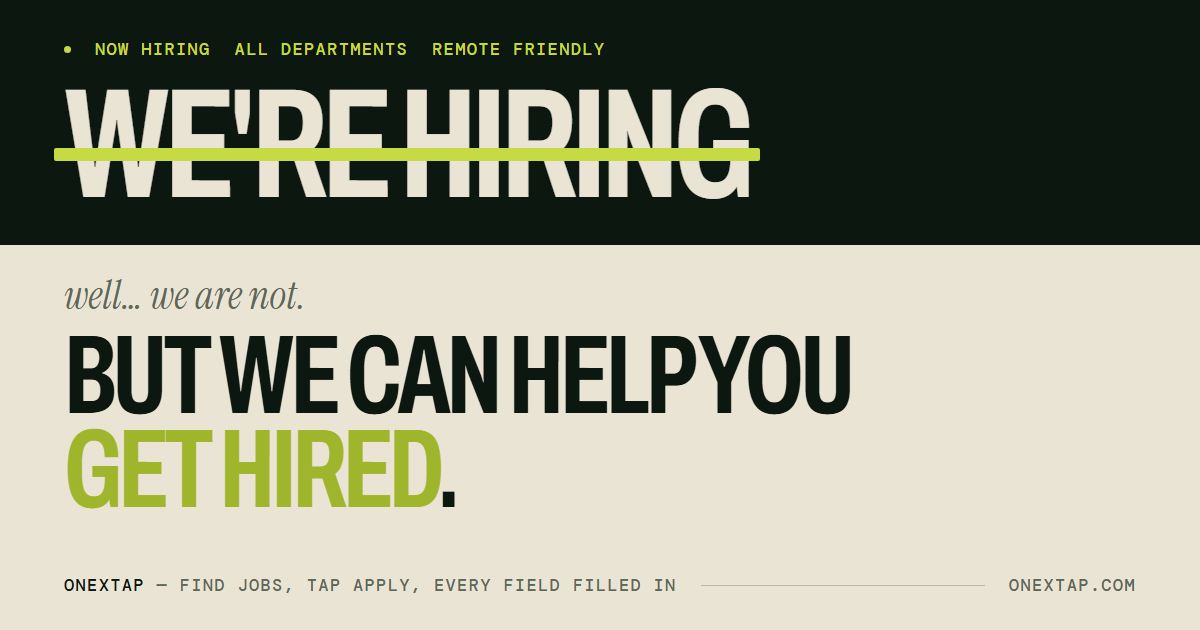 • NOW HIRING ALL DEPARTMENTS REMOTE FRIENDLY
WE'RE HIRING
well... we are not.
BUT WE CAN HELP YOU
GET HIRED.
ONEXTAP — FIND JOBS, TAP APPLY, EVERY FIELD FILLED IN ONEXTAP.COM